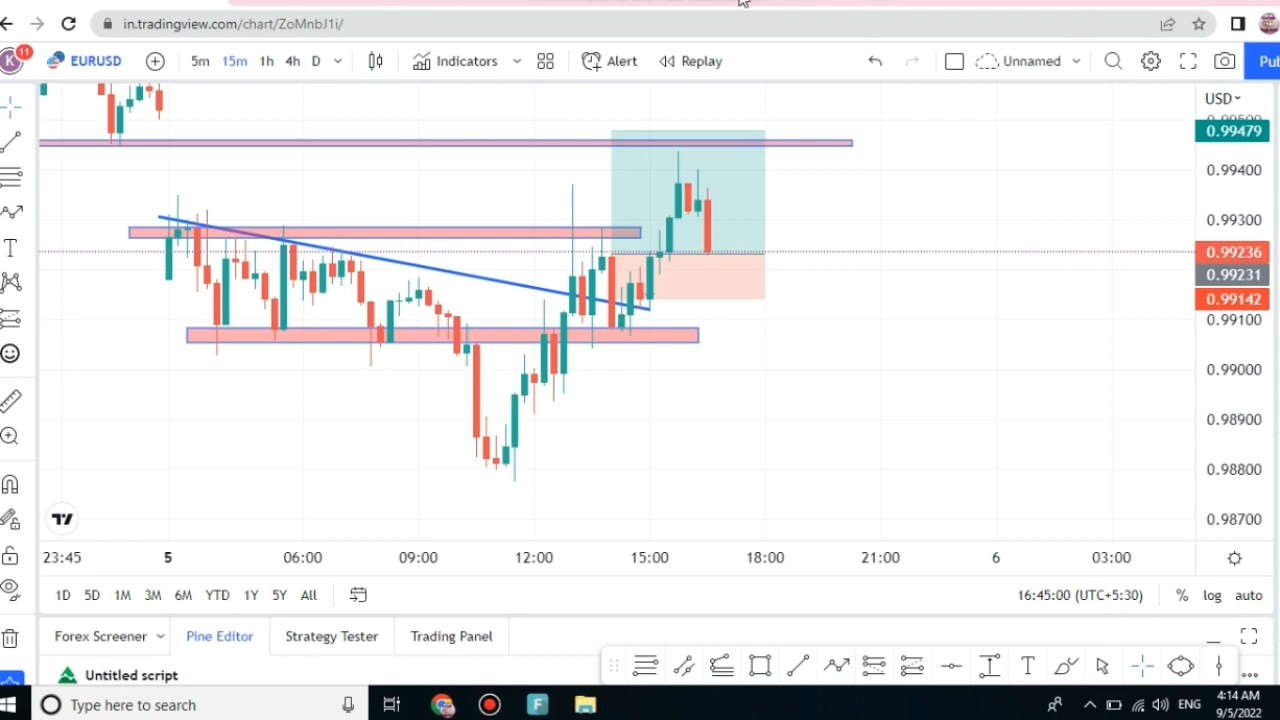 in.tradingview.com/chart/ZoMnbJ1i/
K 11 EURUSD 5m 15m 1h 4h D Indicators Alert Replay Unnamed
USD
0.99479
0.99400
0.99300
0.99236
0.99231
0.99142
0.99100
0.99000
0.98900
0.98800
0.98700
23:45 5 06:00 09:00 12:00 15:00 18:00 21:00 6 03:00
1D 5D 1M 3M 6M YTD 1Y 5Y All 16:45:00 (UTC+5:30) % log auto
Forex Screener Pine Editor Strategy Tester Trading Panel
Untitled script
Type here to search F ENG 4:14 AM
9/5/2022